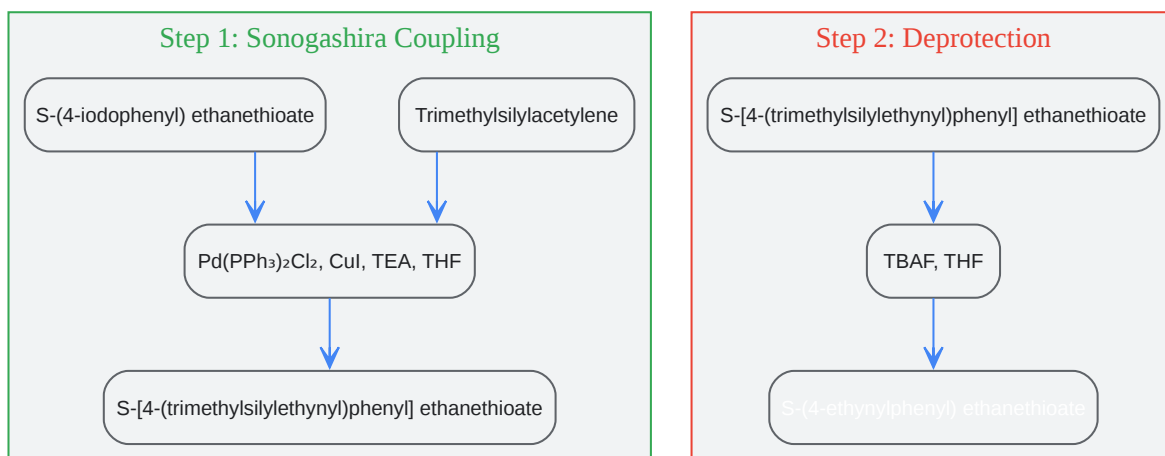 Step 1: Sonogashira Coupling
S-(4-iodophenyl) ethanethioate
Trimethylsilylacetylene
Pd(PPh₃)₂Cl₂, CuI, TEA, THF
S-[4-(trimethylsilylethynyl)phenyl] ethanethioate
Step 2: Deprotection
S-[4-(trimethylsilylethynyl)phenyl] ethanethioate
TBAF, THF
S-(4-ethynylphenyl) ethanethioate